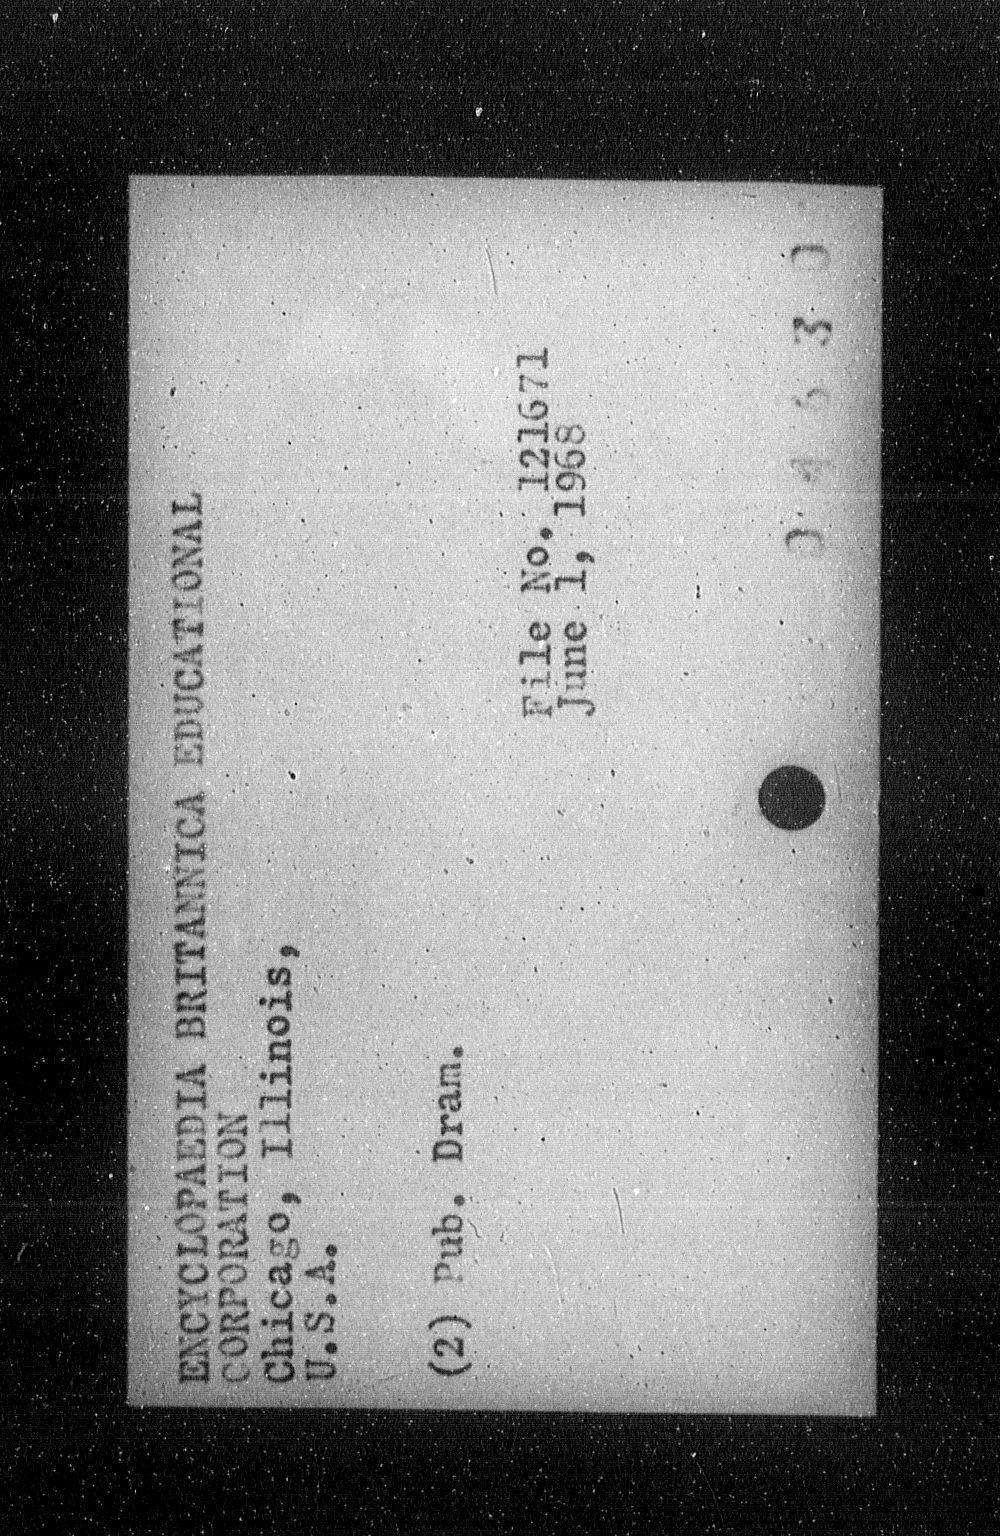 ENCYCLOPAEDIA BRITANNICA EDUCATIONAL
CORPORATION
Chicago, Illinois,
U.S.A.
(2) Pub. Dram.
File No. 121671
June 1, 1968